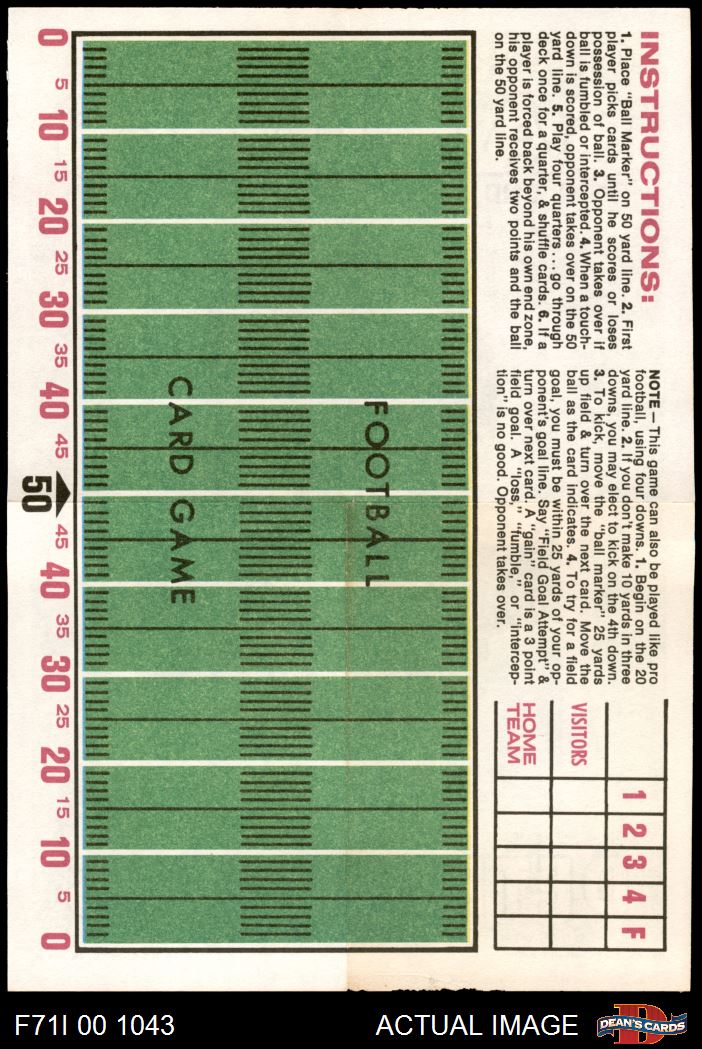 INSTRUCTIONS:
1. Place "Ball Marker" on 50 yard line. 2. First
player picks cards until he scores or loses
possession of ball. 3. Opponent takes over if
ball is fumbled or intercepted. 4. When a touch-
down is scored, opponent takes over on the 50
yard line. 5. Play four quarters... go through
deck once for a quarter, & shuffle cards. 6. If a
player is forced back beyond his own end zone,
his opponent receives two points and the ball
on the 50 yard line.
NOTE — This game can also be played like pro
football, using four downs. 1. Begin on the 20
yard line. 2. If you don't make 10 yards in three
downs, you may elect to kick on the 4th down.
3. To kick, move the "ball marker" 25 yards
up field & turn over the next card. Move the
ball as the card indicates. 4. To try for a field
goal, you must be within 25 yards of your op-
ponent's goal line. Say "Field Goal Attempt" &
turn over next card. A "gain" card is a 3 point
field goal. A "loss," "fumble," or "intercep-
tion" is no good. Opponent takes over.
1 2 3 4 F
VISITORS
HOME
TEAM
FOOTBALL
CARD GAME
0 5 10 15 20 25 30 35 40 45 50 45 40 35 30 25 20 15 10 5 0
F71I 00 1043
ACTUAL IMAGE
D
DEAN'S CARDS